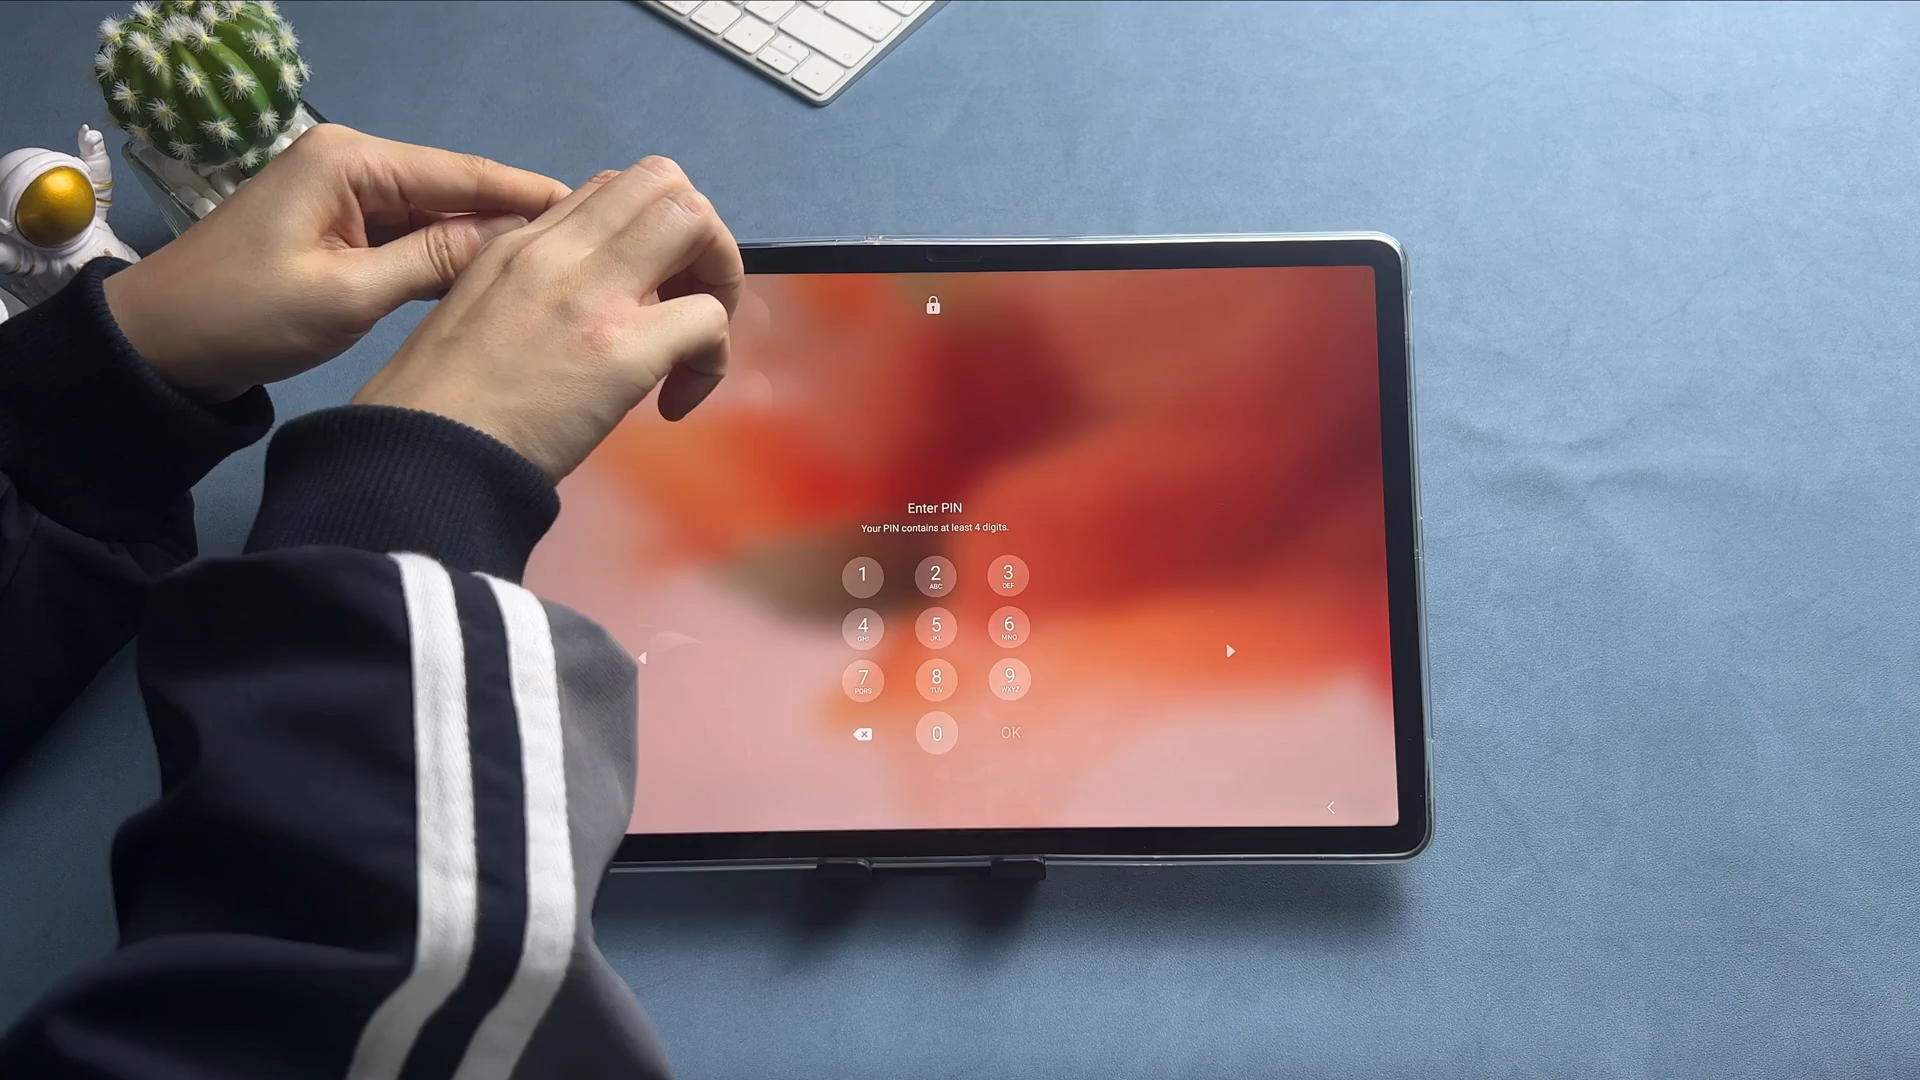 Enter PIN
Your PIN contains at least 4 digits.
1 2 ABC 3 DEF
4 GHI 5 JKL 6 MNO
7 PQRS 8 TUV 9 WXYZ
0 OK